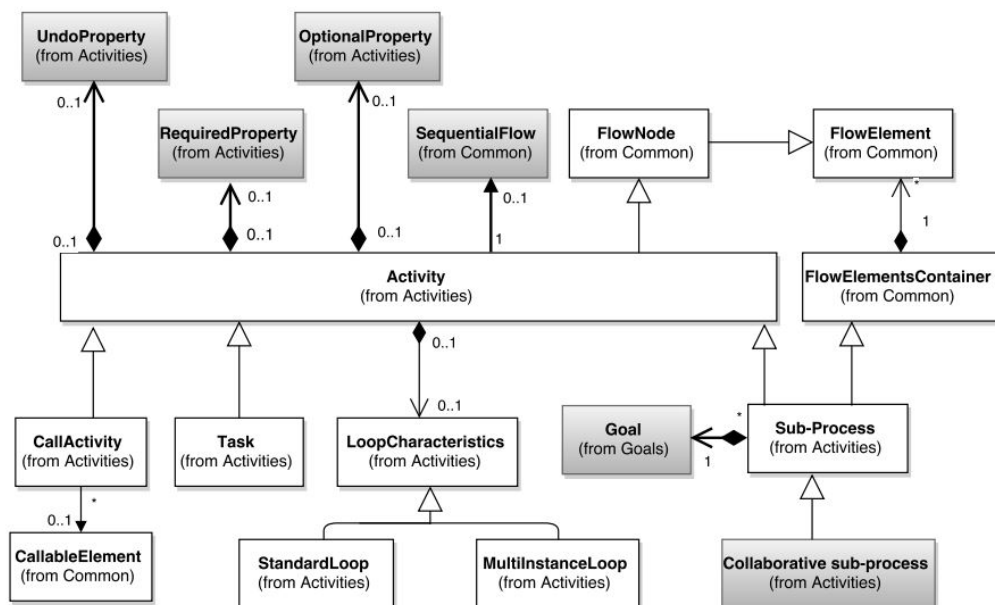 UndoProperty
(from Activities)
OptionalProperty
(from Activities)
0..1
0..1
RequiredProperty
(from Activities)
SequentialFlow
(from Common)
FlowNode
(from Common)
FlowElement
(from Common)
0..1
0..1
*
0..1
0..1
0..1
1
1
Activity
(from Activities)
FlowElementsContainer
(from Common)
0..1
0..1
CallActivity
(from Activities)
Task
(from Activities)
LoopCharacteristics
(from Activities)
Goal
(from Goals)
*
1
Sub-Process
(from Activities)
*
0..1
CallableElement
(from Common)
StandardLoop
(from Activities)
MultiInstanceLoop
(from Activities)
Collaborative sub-process
(from Activities)